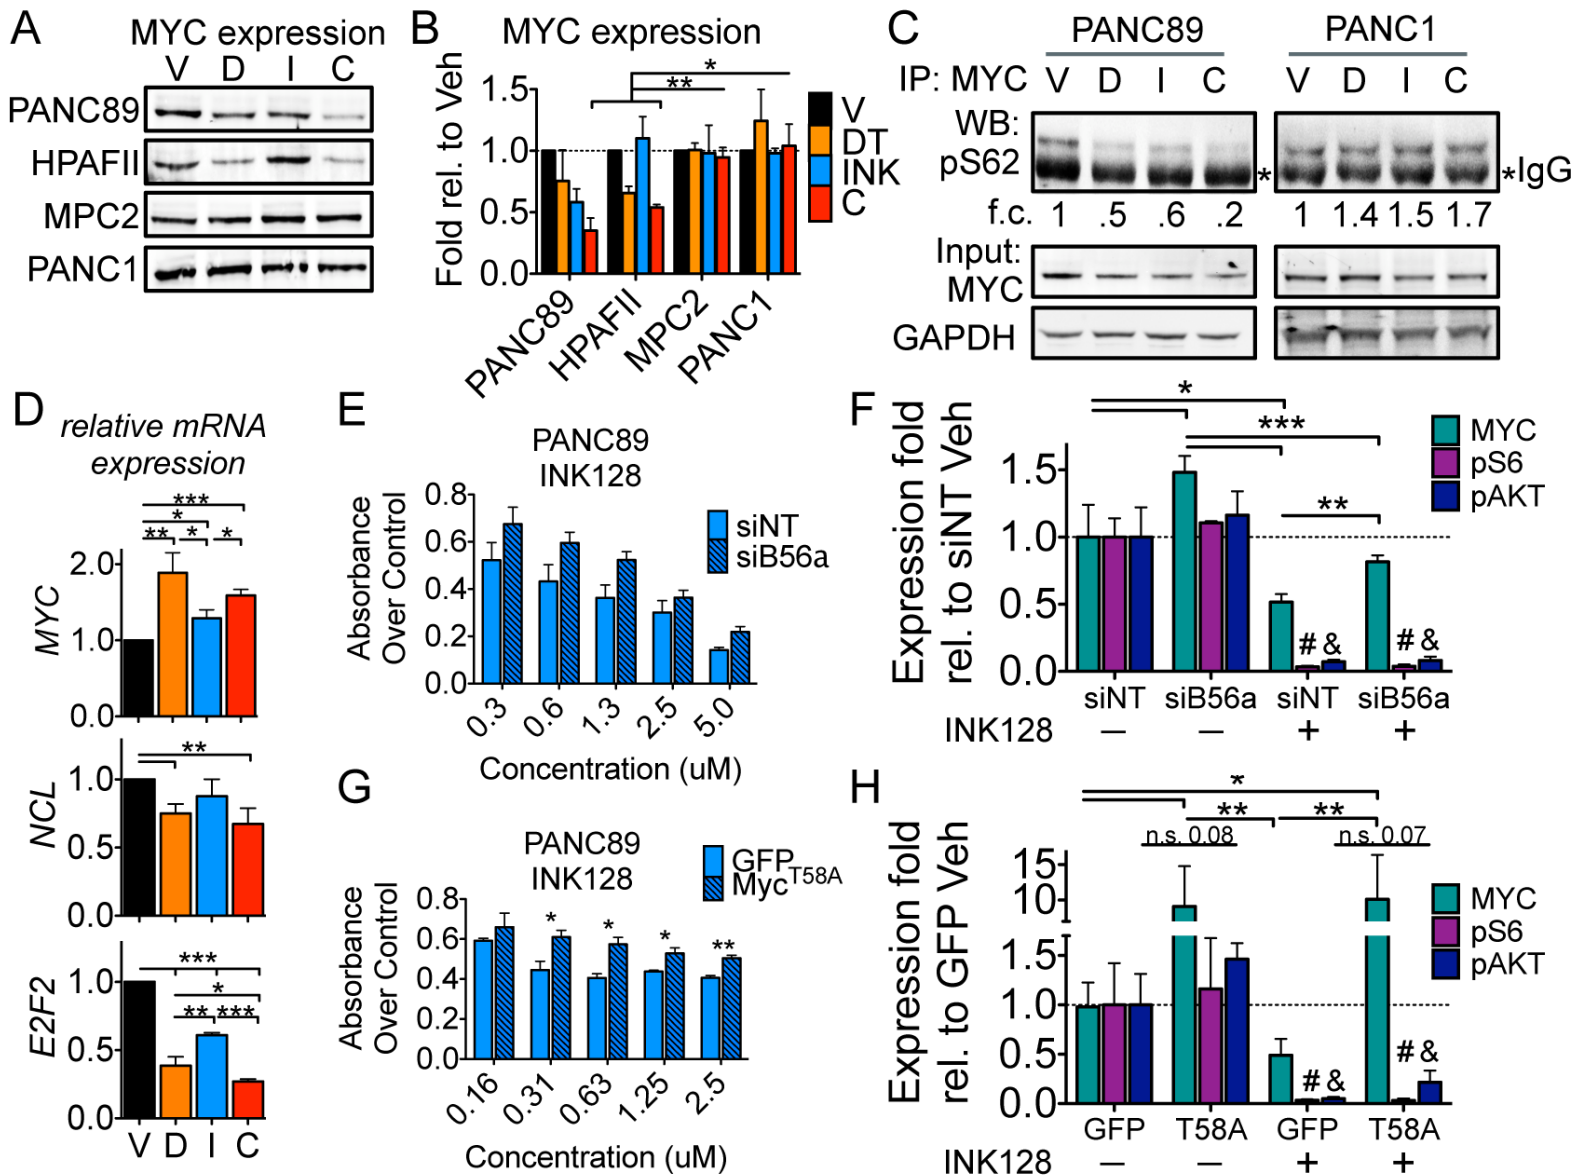 A
MYC expression
V D I C
PANC89
HPAFII
MPC2
PANC1
B
MYC expression
Fold rel. to Veh
1.5
1.0
0.5
0.0
* 
**
V
DT
INK
C
PANC89
HPAFII
MPC2
PANC1
C
PANC89 PANC1
IP: MYC V D I C V D I C
WB:
pS62
* *IgG
f.c. 1 .5 .6 .2 1 1.4 1.5 1.7
Input:
MYC
GAPDH
D
relative mRNA
expression
***
*
** * *
MYC
2.0
1.0
0.0
**
NCL
1.0
0.5
0.0
***
*
** ***
E2F2
1.0
0.5
0.0
V D I C
E
PANC89
INK128
Absorbance
Over Control
0.8
0.6
0.4
0.2
0.0
siNT
siB56a
0.3 0.6 1.3 2.5 5.0
Concentration (uM)
F
Expression fold
rel. to siNT Veh
*
***
**
1.5
1.0
0.5
0.0
MYC
pS6
pAKT
# & # &
siNT siB56a siNT siB56a
INK128 – – + +
G
PANC89
INK128
Absorbance
Over Control
0.8
0.6
0.4
0.2
0.0
GFP
MycT58A
* * * **
0.16 0.31 0.63 1.25 2.5
Concentration (uM)
H
Expression fold
rel. to GFP Veh
*
** **
n.s. 0.08 n.s. 0.07
15
10
1.5
1.0
0.5
0.0
MYC
pS6
pAKT
# & # &
GFP T58A GFP T58A
INK128 – – + +